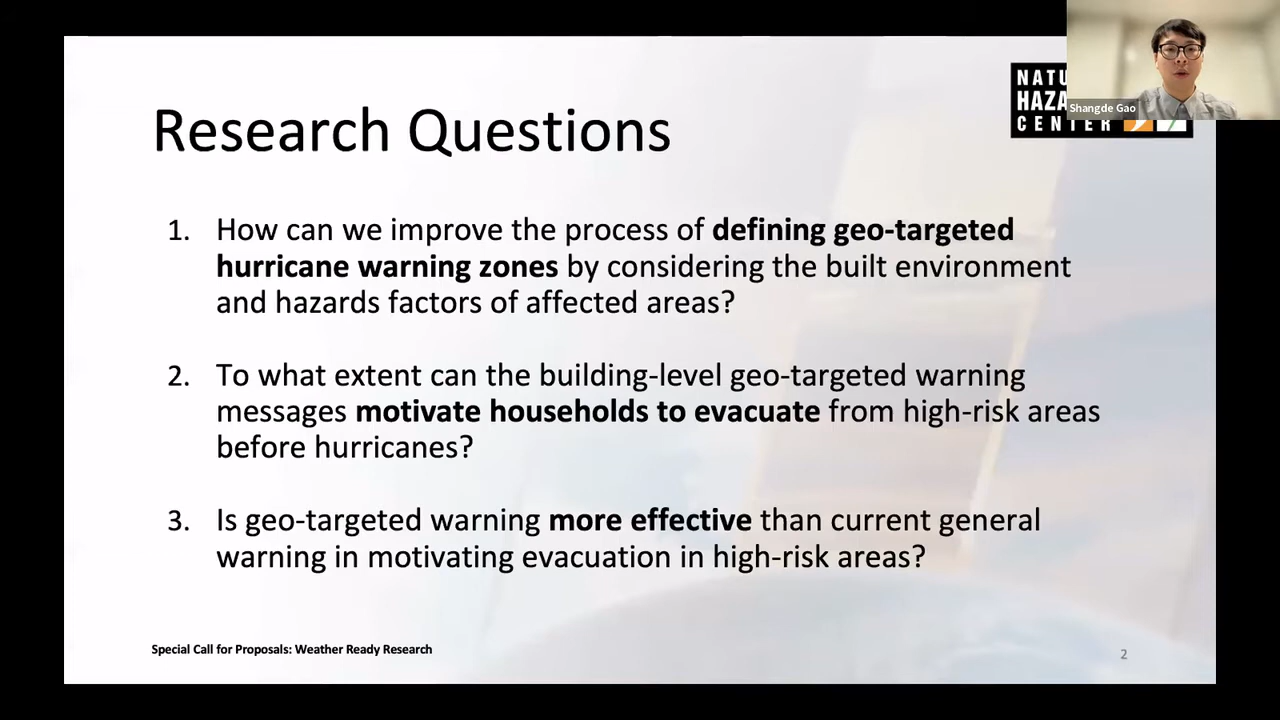 Research Questions
NATU
HAZA
CENTER
Shangde Gao
1. How can we improve the process of defining geo-targeted
hurricane warning zones by considering the built environment
and hazards factors of affected areas?
2. To what extent can the building-level geo-targeted warning
messages motivate households to evacuate from high-risk areas
before hurricanes?
3. Is geo-targeted warning more effective than current general
warning in motivating evacuation in high-risk areas?
Special Call for Proposals: Weather Ready Research
2